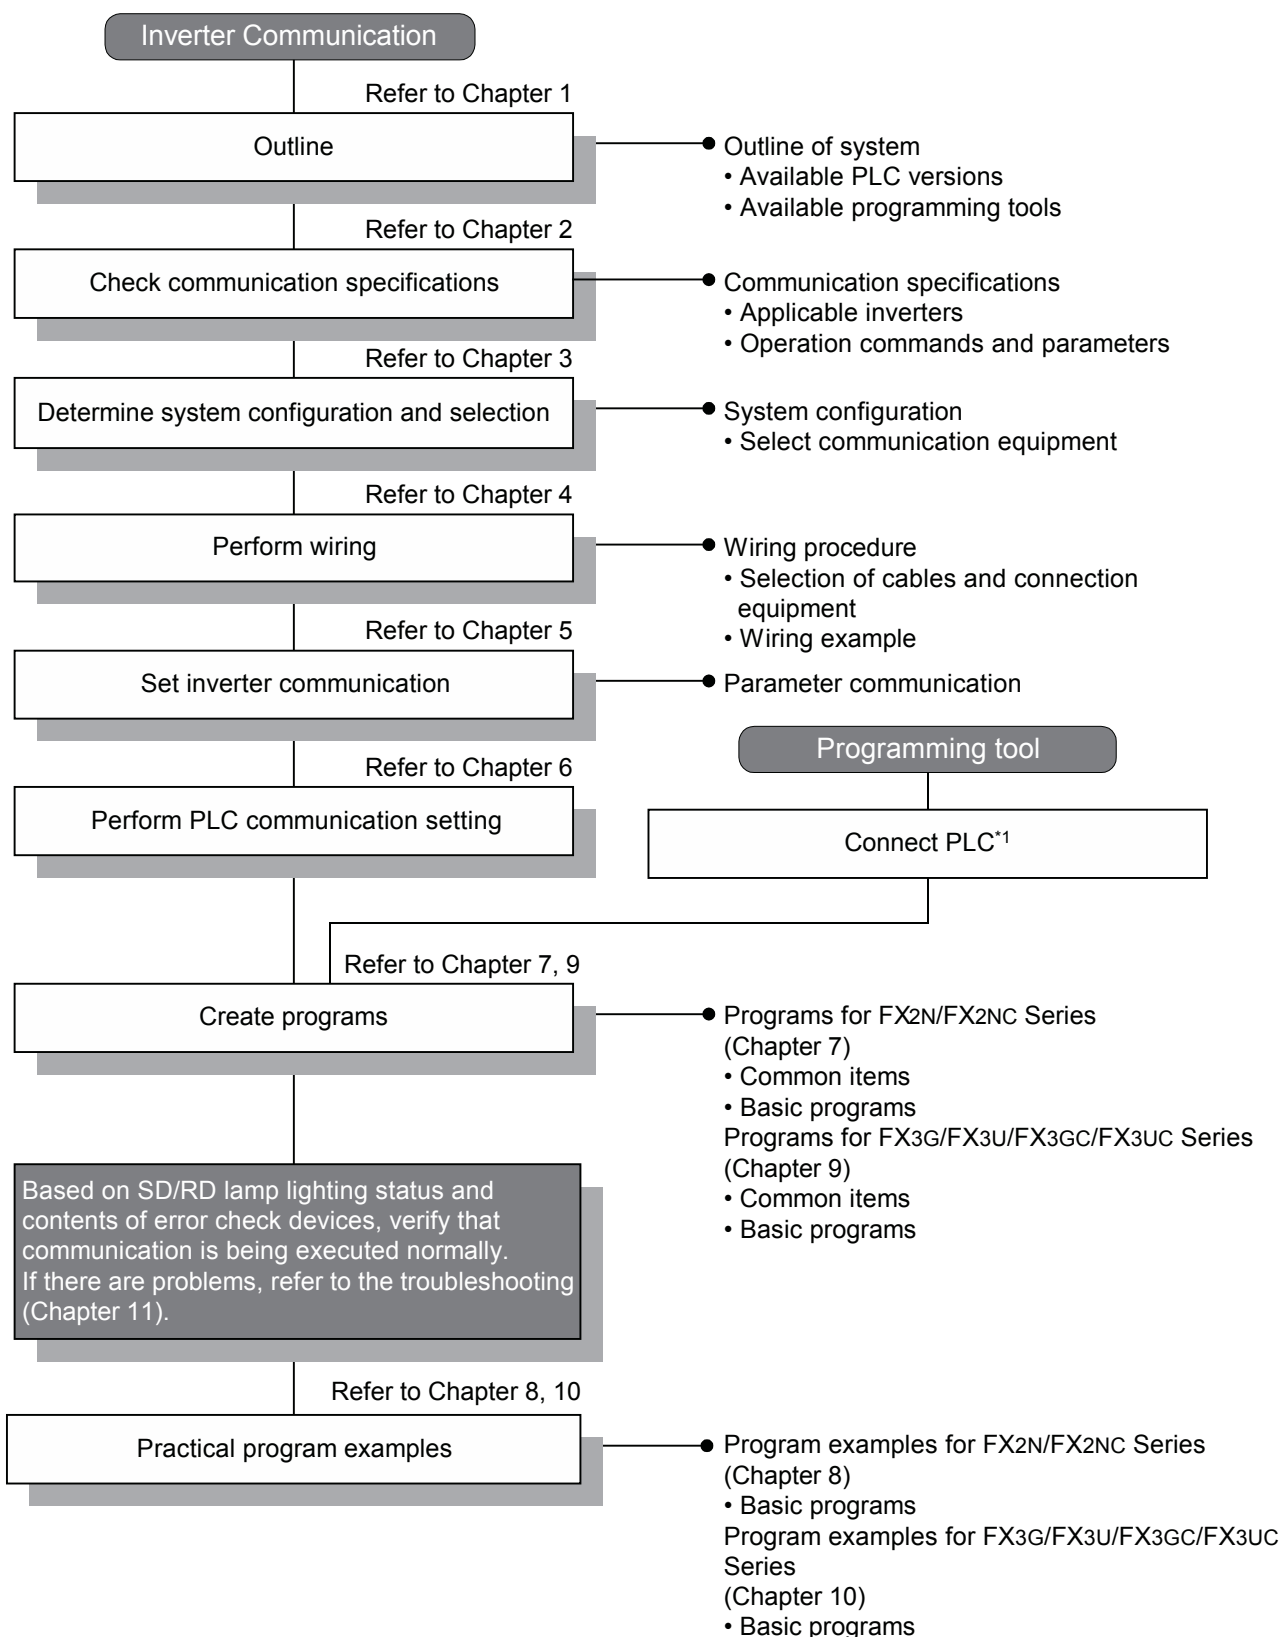 Inverter Communication
Refer to Chapter 1
Outline
Outline of system
• Available PLC versions
• Available programming tools
Refer to Chapter 2
Check communication specifications
Communication specifications
• Applicable inverters
• Operation commands and parameters
Refer to Chapter 3
Determine system configuration and selection
System configuration
• Select communication equipment
Refer to Chapter 4
Perform wiring
Wiring procedure
• Selection of cables and connection
equipment
• Wiring example
Refer to Chapter 5
Set inverter communication
Parameter communication
Refer to Chapter 6
Perform PLC communication setting
Programming tool
Connect PLC*1
Refer to Chapter 7, 9
Create programs
Programs for FX2N/FX2NC Series
(Chapter 7)
• Common items
• Basic programs
Programs for FX3G/FX3U/FX3GC/FX3UC Series
(Chapter 9)
• Common items
• Basic programs
Based on SD/RD lamp lighting status and
contents of error check devices, verify that
communication is being executed normally.
If there are problems, refer to the troubleshooting
(Chapter 11).
Refer to Chapter 8, 10
Practical program examples
Program examples for FX2N/FX2NC Series
(Chapter 8)
• Basic programs
Program examples for FX3G/FX3U/FX3GC/FX3UC
Series
(Chapter 10)
• Basic programs